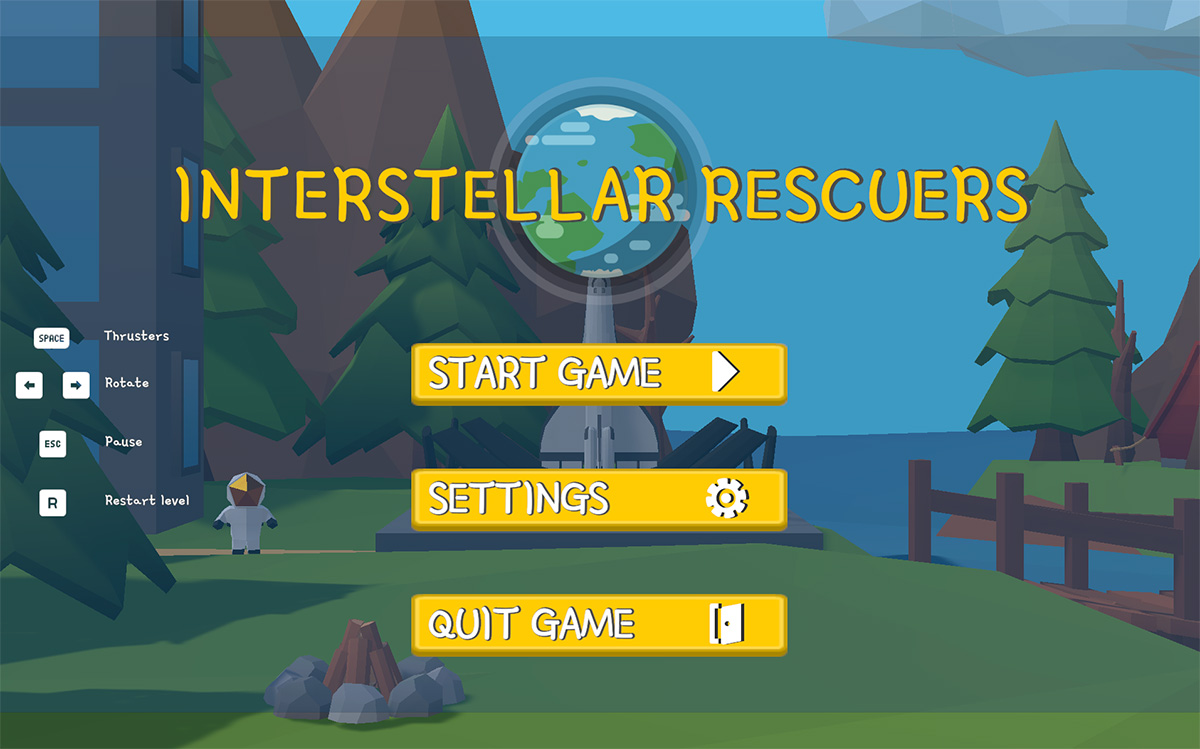 INTERSTELLAR RESCUERS
SPACE Thrusters
Rotate
ESC Pause
R Restart level
START GAME
SETTINGS
QUIT GAME